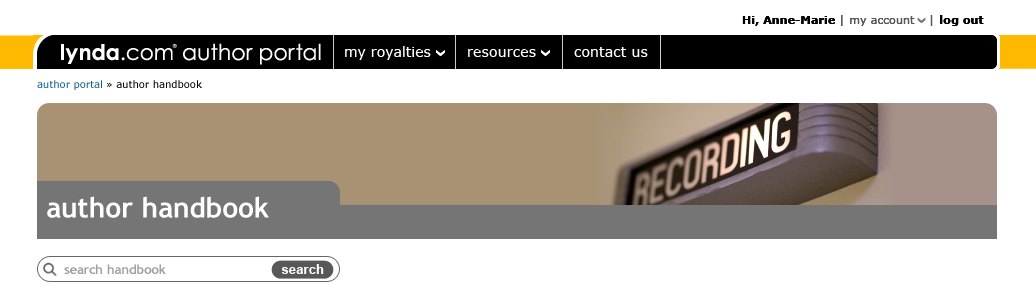 Hi, Anne-Marie | my account | log out
lynda.com® author portal my royalties resources contact us
author portal » author handbook
RECORDING
author handbook
search handbook search